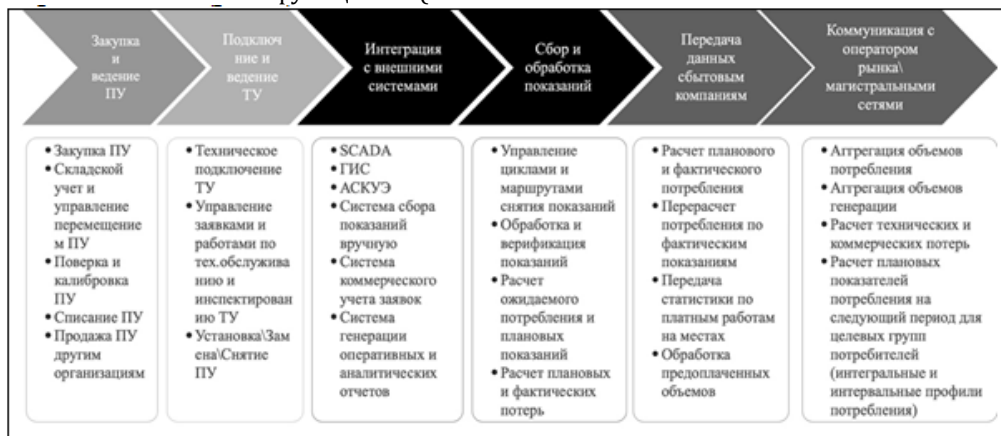 Закупка
и
ведение
ПУ
Подключ
ние и
ведение
ТУ
Интеграция
с внешними
системами
Сбор и
обработка
показаний
Передача
данных
сбытовым
компаниям
Коммуникация с
оператором
рынка\
магистральными
сетями
• Закупка ПУ
• Складской
учет и
управление
перемещение
м ПУ
• Поверка и
калибровка
ПУ
• Списание ПУ
• Продажа ПУ
другим
организациям
• Техническое
подключение
ТУ
• Управление
заявками и
работами по
тех.обслужива
нию и
инспектирован
ию ТУ
• Установка\Зам
ена\Снятие
ПУ
• SCADA
• ГИС
• АСКУЭ
• Система сбора
показаний
вручную
• Система
коммерческого
учета заявок
• Система
генерации
оперативных и
аналитических
отчетов
• Управление
циклами и
маршрутами
снятия показаний
• Обработка и
верификация
показаний
• Расчет
ожидаемого
потребления и
плановых
показаний
• Расчет плановых
и фактических
потерь
• Расчет планового
и фактического
потребления
• Перерасчет
потребления по
фактическим
показаниям
• Передача
статистики по
платным работам
на местах
• Обработка
предоплаченных
объемов
• Аггрегация объемов
потребления
• Аггрегация объемов
генерации
• Расчет технических и
коммерческих потерь
• Расчет плановых
показателей
потребления на
следующий период для
целевых групп
потребителей
(интегральные и
интервальные профили
потребления)